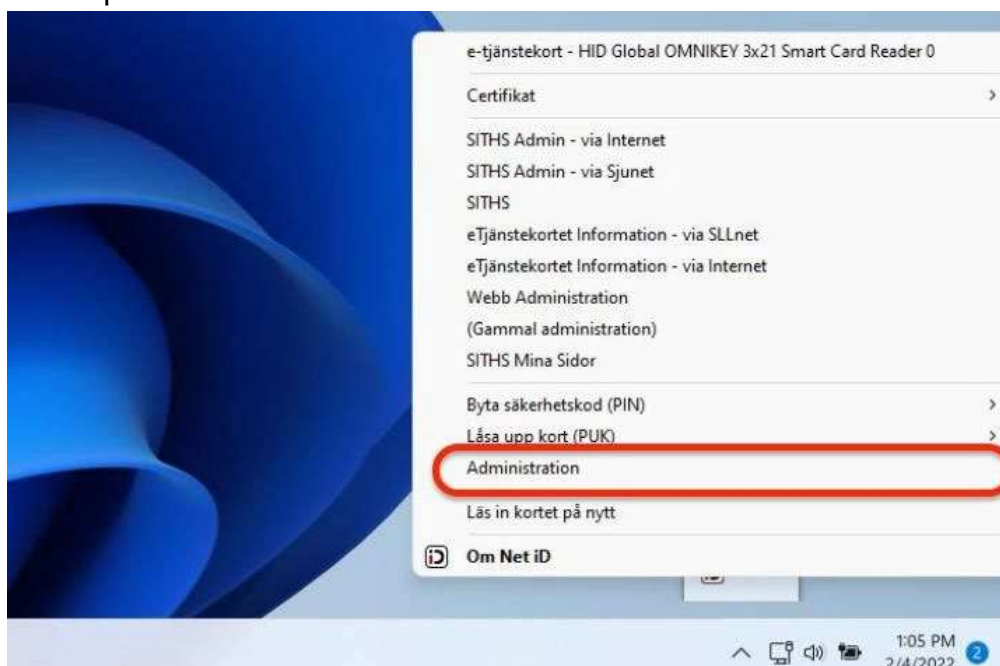 e-tjänstekort - HID Global OMNIKEY 3x21 Smart Card Reader 0
Certifikat
SITHS Admin - via Internet
SITHS Admin - via Sjunet
SITHS
eTjänstekortet Information - via SLLnet
eTjänstekortet Information - via Internet
Webb Administration
(Gammal administration)
SITHS Mina Sidor
Byta säkerhetskod (PIN)
Låsa upp kort (PUK)
Administration
Läs in kortet på nytt
Om Net iD
1:05 PM
2/4/2022
2